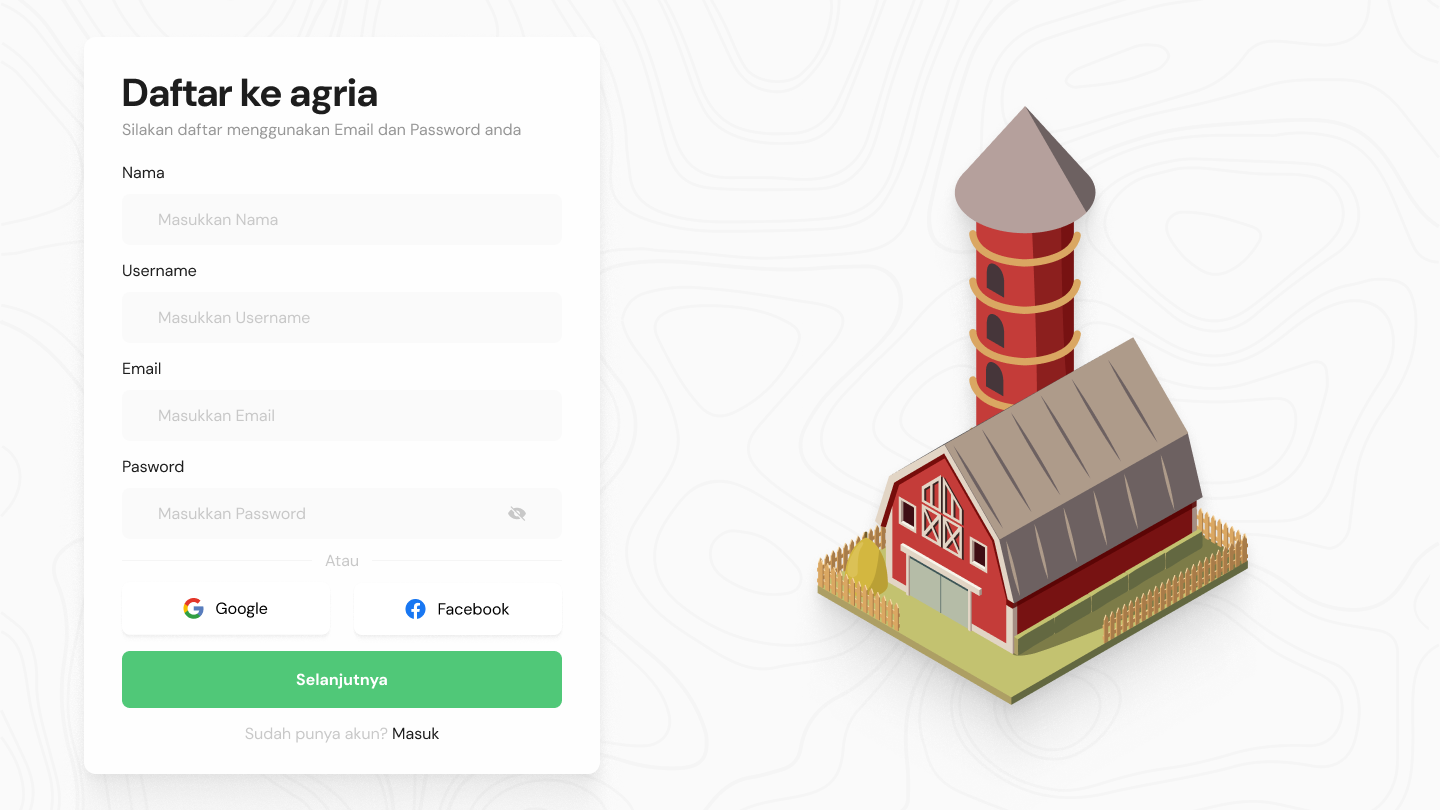 Daftar ke agria
Silakan daftar menggunakan Email dan Password anda
Nama
Masukkan Nama
Username
Masukkan Username
Email
Masukkan Email
Pasword
Masukkan Password
Atau
Google
Facebook
Selanjutnya
Sudah punya akun? Masuk